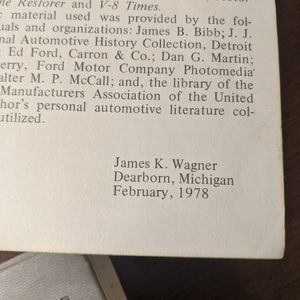 he Restorer and V-8 Times.
material used was provided by the fol-
uals and organizations: James B. Bibb; J. J.
nal Automotive History Collection, Detroit
Ed Ford, Carron & Co.; Dan G. Martin;
erry, Ford Motor Company Photomedia
alter M. P. McCall; and, the library of the
Manufacturers Association of the United
hor's personal automotive literature col-
utilized.
James K. Wagner
Dearborn, Michigan
February, 1978